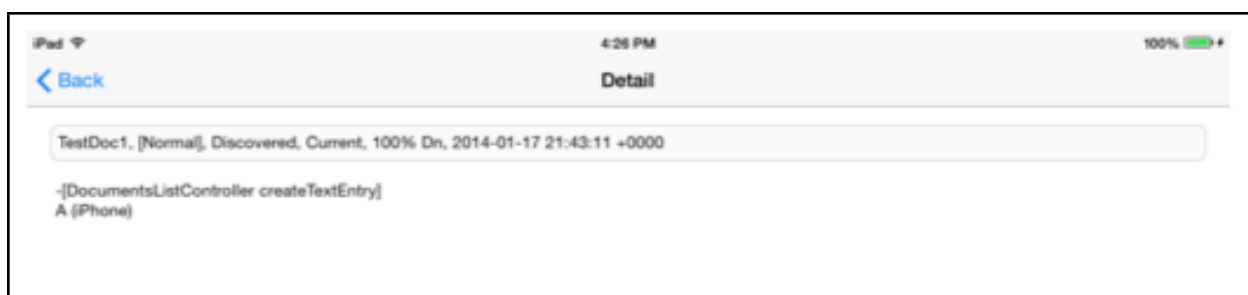 iPad 4:26 PM 100%
Back Detail
TestDoc1, [Normal], Discovered, Current, 100% Dn, 2014-01-17 21:43:11 +0000
-[DocumentsListController createTextEntry]
A (iPhone)